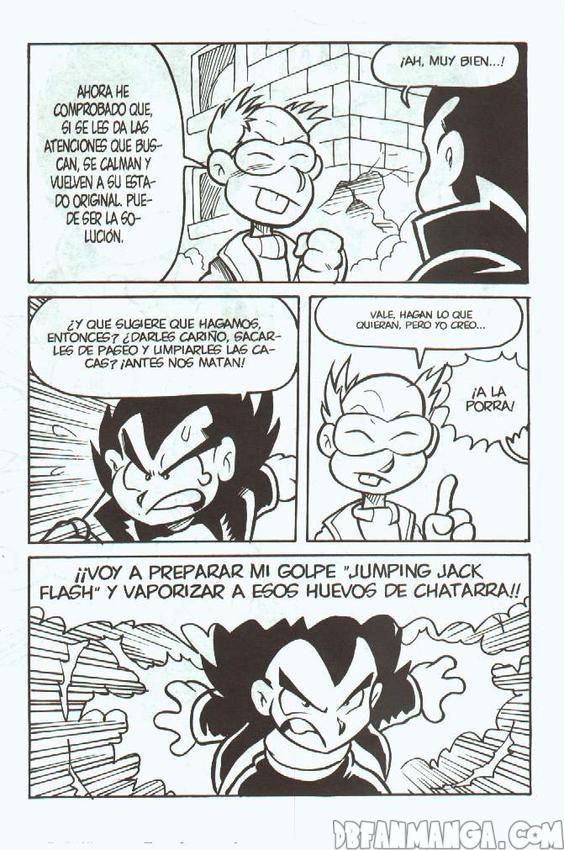 AHORA HE
COMPROBADO QUE,
SI SE LES DA LAS
ATENCIONES QUE BUS-
CAN, SE CALMAN Y
VUELVEN A SU ESTA-
DO ORIGINAL. PUE-
DE SER LA SO-
LUCIÓN.
¡AH, MUY BIEN...!
¿Y QUÉ SUGIERE QUE HAGAMOS,
ENTONCES? ¿DARLES CARIÑO, SACAR-
LES DE PASEO Y LIMPIARLES LAS CA-
CAS? ¡ANTES NOS MATAN!
VALE, HAGAN LO QUE
QUIERAN, PERO YO CREO...
¡A LA
PORRA!
¡¡VOY A PREPARAR MI GOLPE "JUMPING JACK
FLASH" Y VAPORIZAR A ESOS HUEVOS DE CHATARRA!!
DBFANMANGA.COM